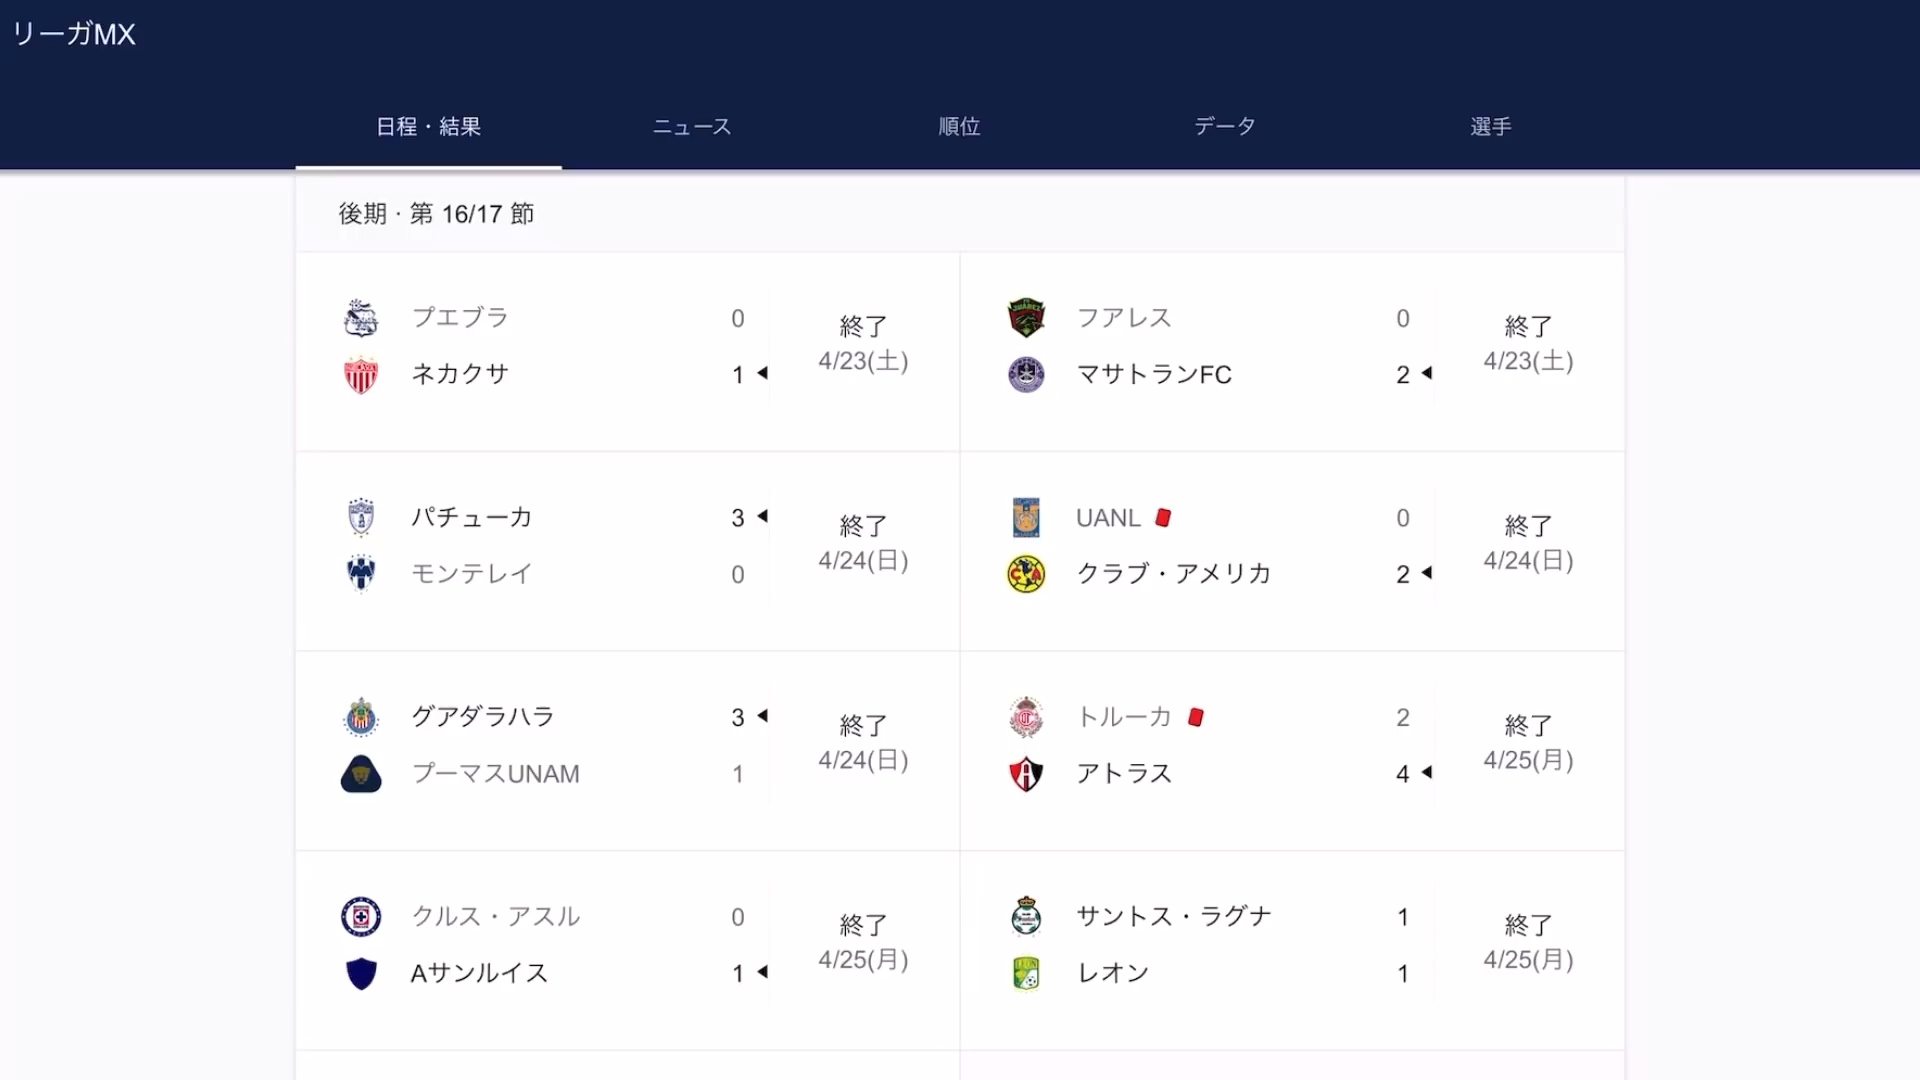 リーガMX
日程・結果 ニュース 順位 データ 選手
後期 · 第 16/17 節
プエブラ 0
ネカクサ 1
終了
4/23(土)
フアレス 0
マサトランFC 2
終了
4/23(土)
パチューカ 3
モンテレイ 0
終了
4/24(日)
UANL 0
クラブ・アメリカ 2
終了
4/24(日)
グアダラハラ 3
プーマスUNAM 1
終了
4/24(日)
トルーカ 2
アトラス 4
終了
4/25(月)
クルス・アスル 0
Aサンルイス 1
終了
4/25(月)
サントス・ラグナ 1
レオン 1
終了
4/25(月)